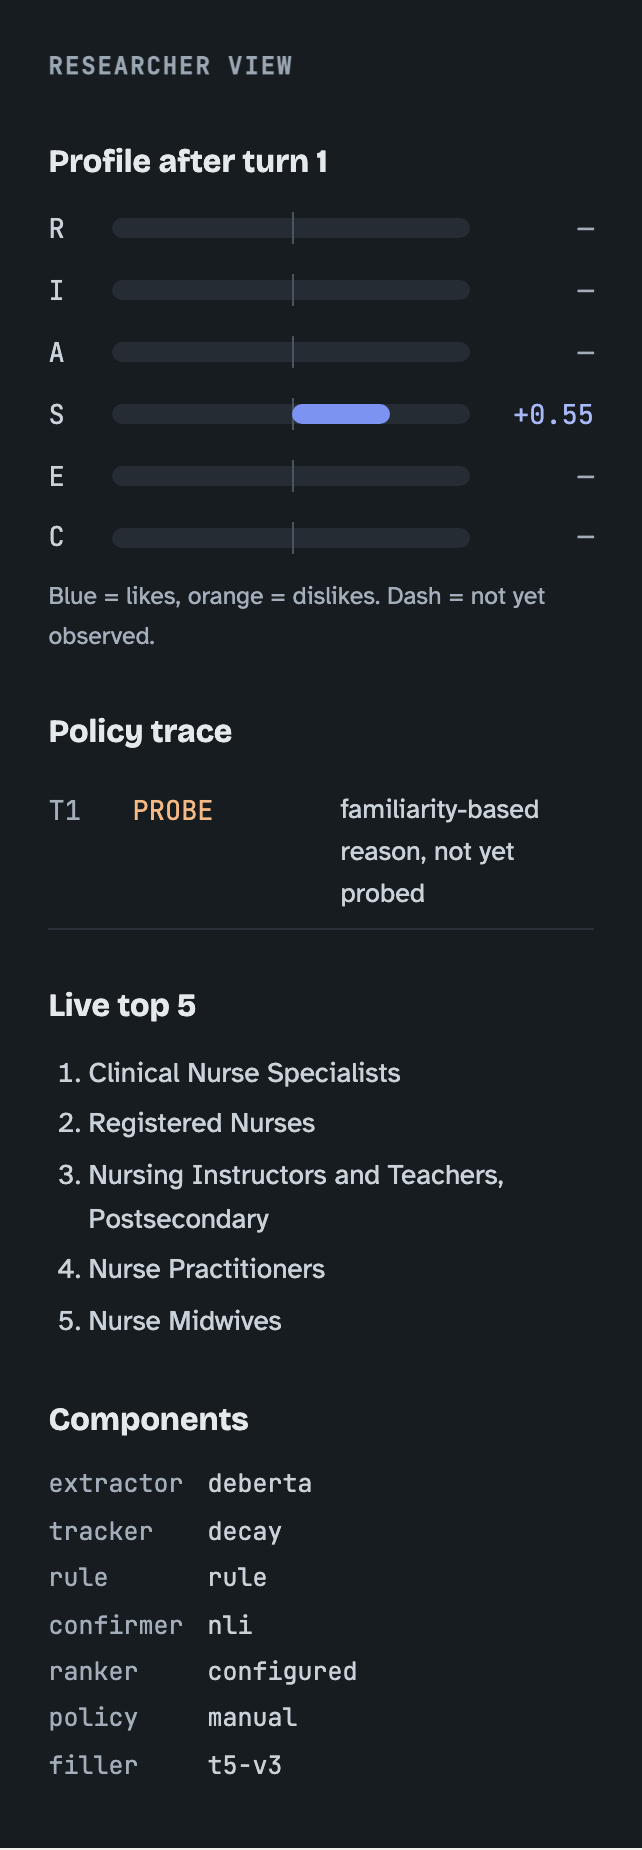 RESEARCHER VIEW
Profile after turn 1
R –
I –
A –
S +0.55
E –
C –
Blue = likes, orange = dislikes. Dash = not yet
observed.
Policy trace
T1 PROBE familiarity-based
reason, not yet
probed
Live top 5
1. Clinical Nurse Specialists
2. Registered Nurses
3. Nursing Instructors and Teachers,
Postsecondary
4. Nurse Practitioners
5. Nurse Midwives
Components
extractor deberta
tracker decay
rule rule
confirmer nli
ranker configured
policy manual
filler t5-v3